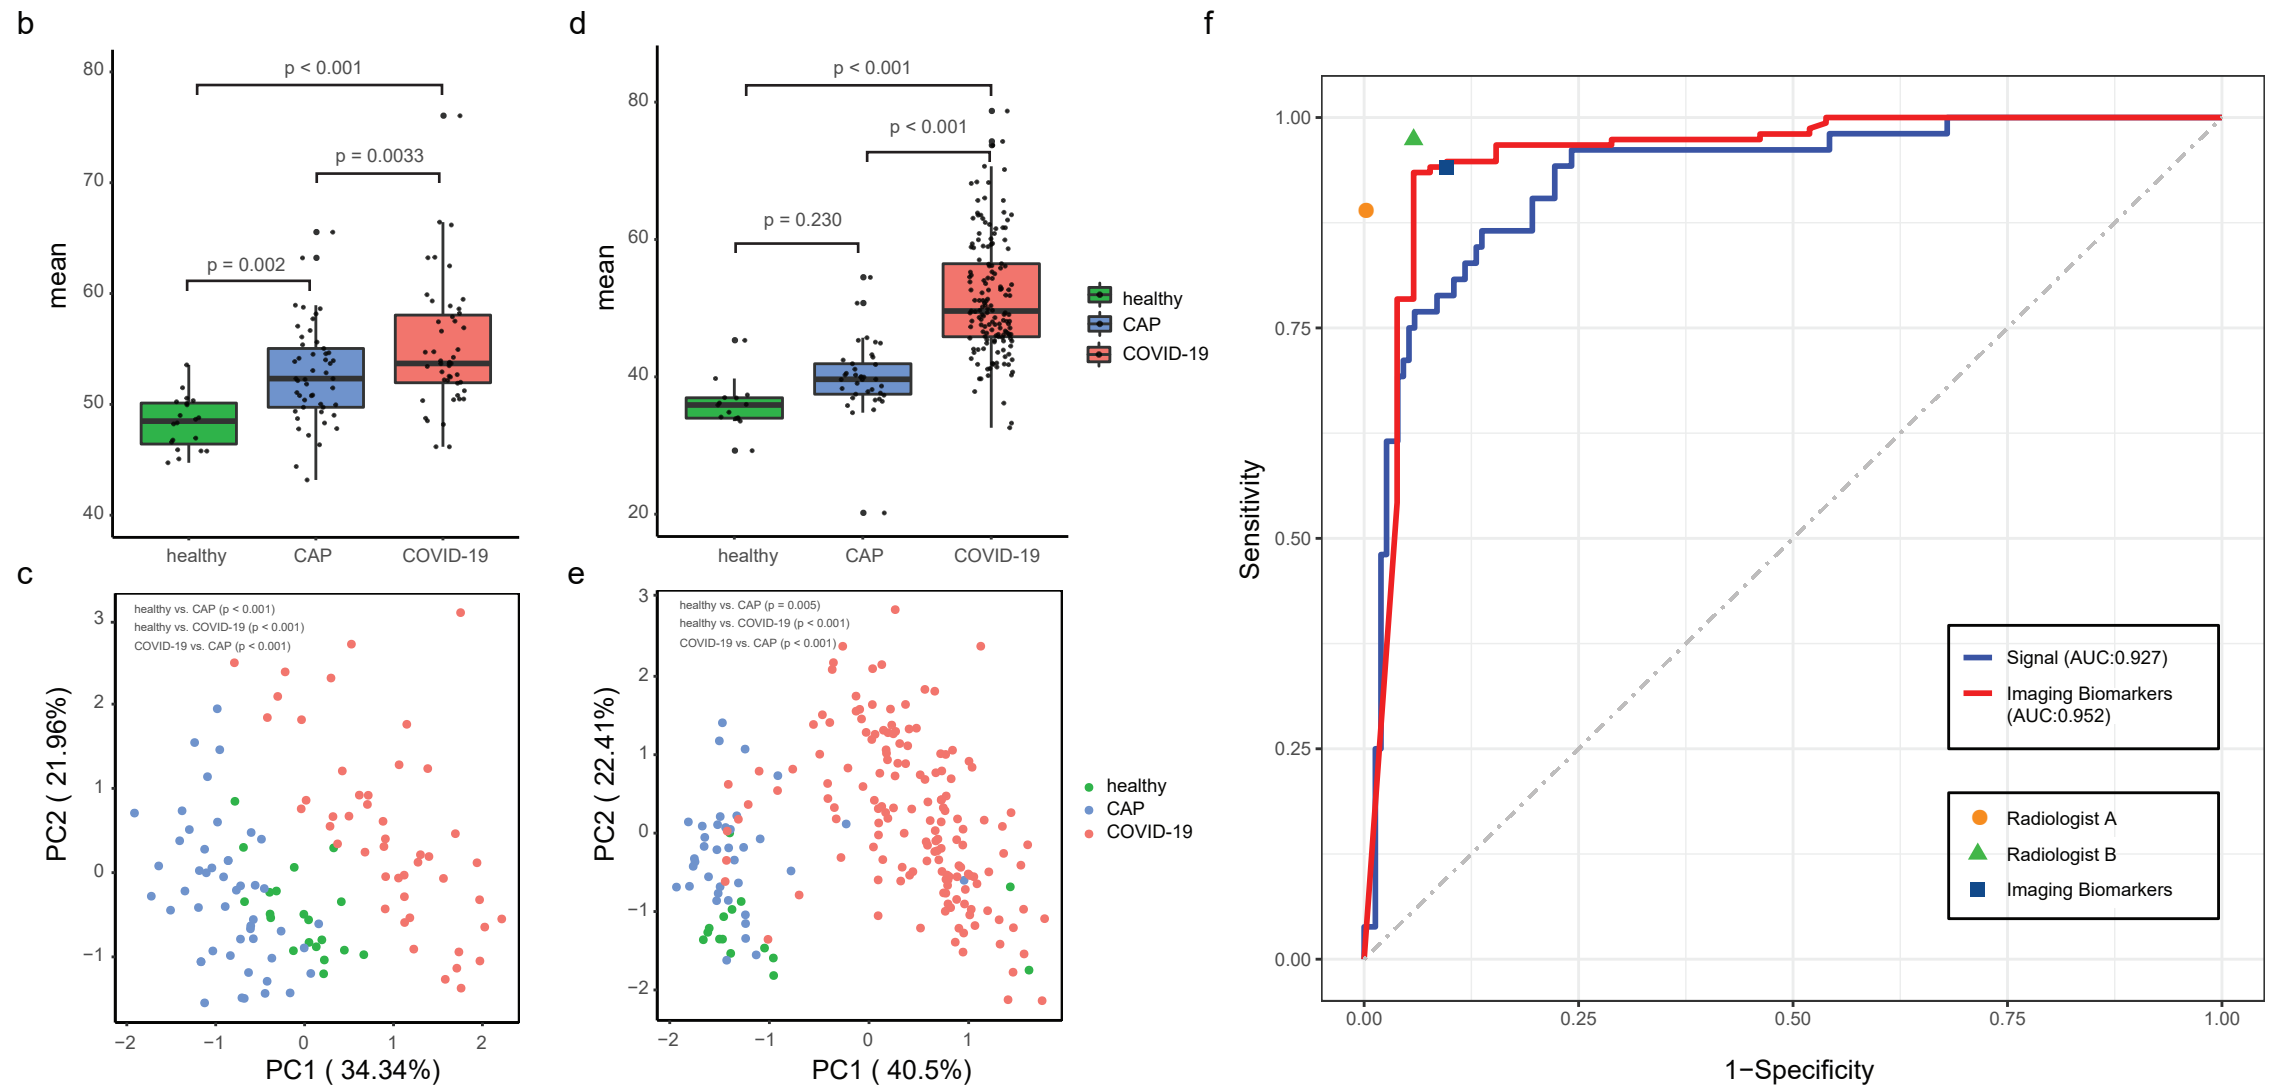 b
80
70
60
50
40
mean
p < 0.001
p = 0.0033
p = 0.002
healthy
CAP
COVID-19
d
80
60
40
20
mean
p < 0.001
p < 0.001
p = 0.230
healthy
CAP
COVID-19
healthy
CAP
COVID-19
c
healthy vs. CAP (p < 0.001)
healthy vs. COVID-19 (p < 0.001)
COVID-19 vs. CAP (p < 0.001)
3
2
1
0
−1
PC2 ( 21.96%)
−2
−1
0
1
2
PC1 ( 34.34%)
e
healthy vs. CAP (p = 0.005)
healthy vs. COVID-19 (p < 0.001)
COVID-19 vs. CAP (p < 0.001)
3
2
1
0
−1
−2
PC2 ( 22.41%)
−2
−1
0
1
PC1 ( 40.5%)
healthy
CAP
COVID-19
f
1.00
0.75
0.50
0.25
0.00
Sensitivity
Signal (AUC:0.927)
Imaging Biomarkers
(AUC:0.952)
Radiologist A
Radiologist B
Imaging Biomarkers
0.00
0.25
0.50
0.75
1.00
1−Specificity